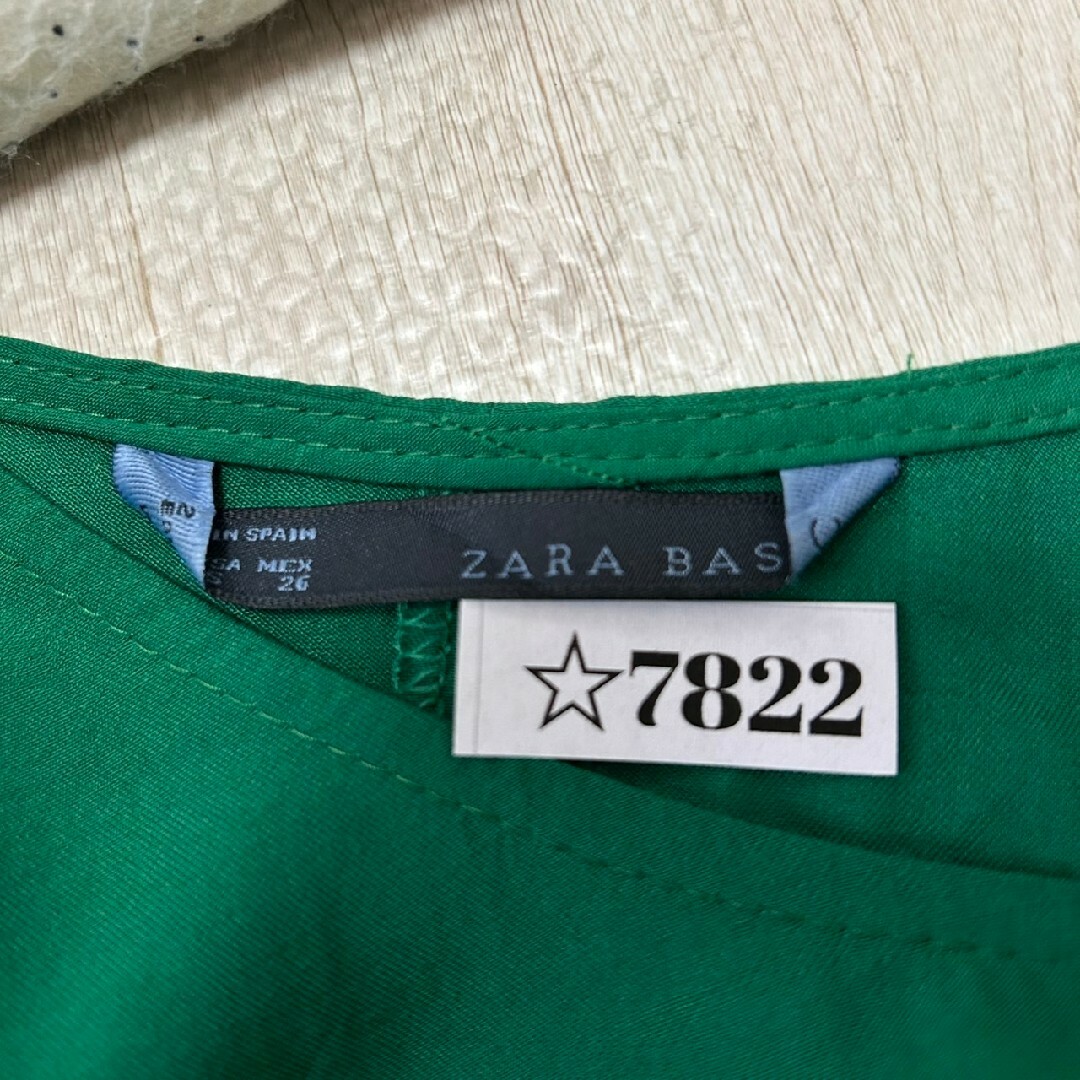 IN SPAIN
SA MEX
S 26
ZARA BAS
☆7822